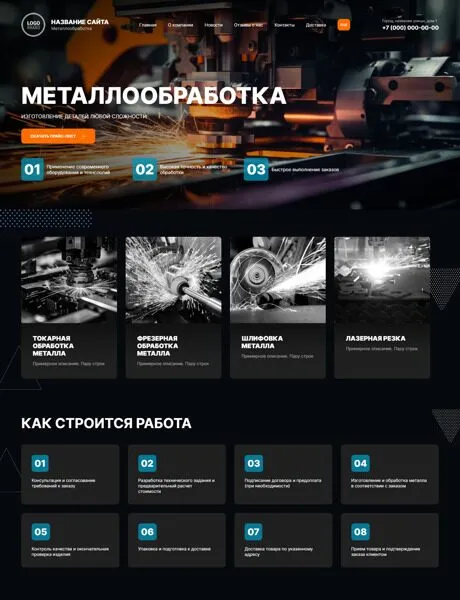 LOGO
BRAND
НАЗВАНИЕ САЙТА
Металлообработка
Главная О компании Новости Отзывы о нас Контакты Доставка
Город, название улицы, дом 1
+7 (000) 000-00-00
МЕТАЛЛООБРАБОТКА
ИЗГОТОВЛЕНИЕ ДЕТАЛЕЙ ЛЮБОЙ СЛОЖНОСТИ
СКАЧАТЬ ПРАЙС-ЛИСТ
01 Применение современного
оборудования и технологий
02 Высокая точность и качество
обработки
03 Быстрое выполнение заказов
ТОКАРНАЯ
ОБРАБОТКА
МЕТАЛЛА
Примерное описание. Пару строк
ФРЕЗЕРНАЯ
ОБРАБОТКА
МЕТАЛЛА
Примерное описание. Пару строк
ШЛИФОВКА
МЕТАЛЛА
Примерное описание. Пару строк
ЛАЗЕРНАЯ РЕЗКА
Примерное описание. Пару строк
КАК СТРОИТСЯ РАБОТА
01
Консультация и согласование
требований к заказу
02
Разработка технического задания и
предварительный расчет
стоимости
03
Подписание договора и предоплата
(при необходимости)
04
Изготовление и обработка металла
в соответствии с заказом
05
Контроль качества и окончательная
проверка изделия
06
Упаковка и подготовка к доставке
07
Доставка товара по указанному
адресу
08
Прием товара и подтверждение
заказа клиентом